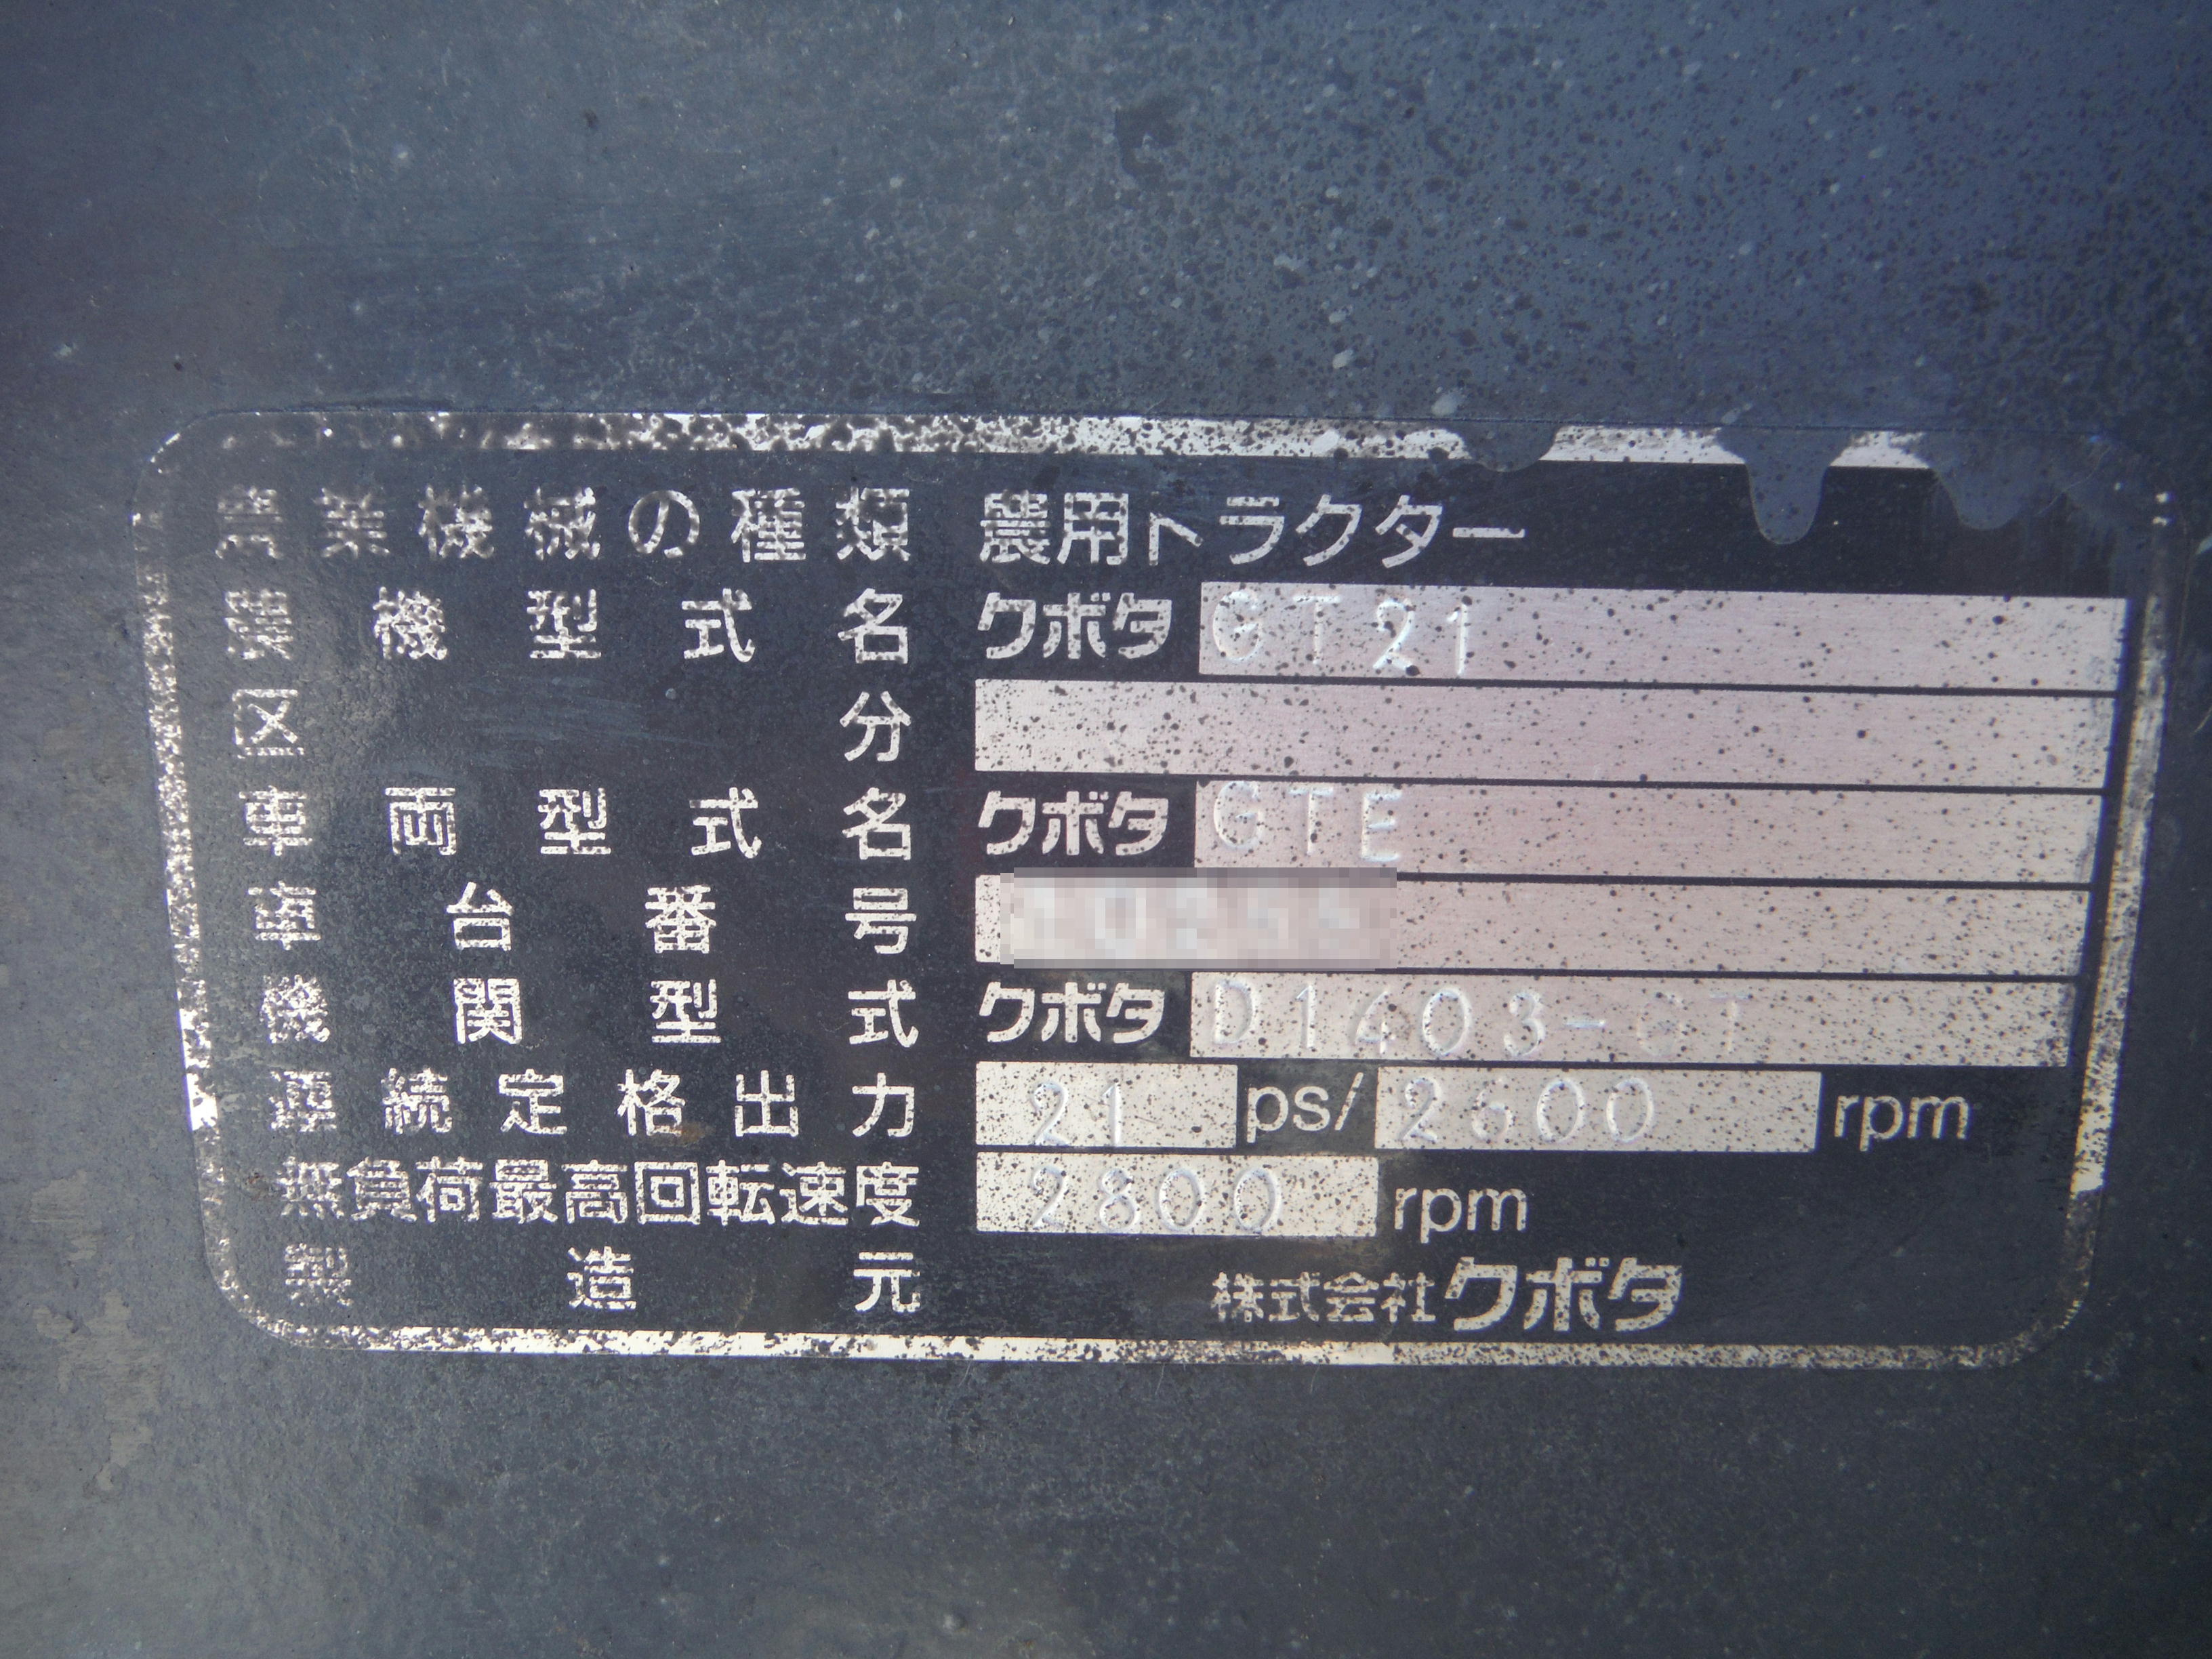 農業機械の種類 農用トラクター
農機型式名 クボタ GT21
区分
車両型式名 クボタ GTE
車台番号
機関型式 クボタ D1403-GT
連続定格出力 21 ps/ 2600 rpm
無負荷最高回転速度 2800 rpm
製造元 株式会社クボタ